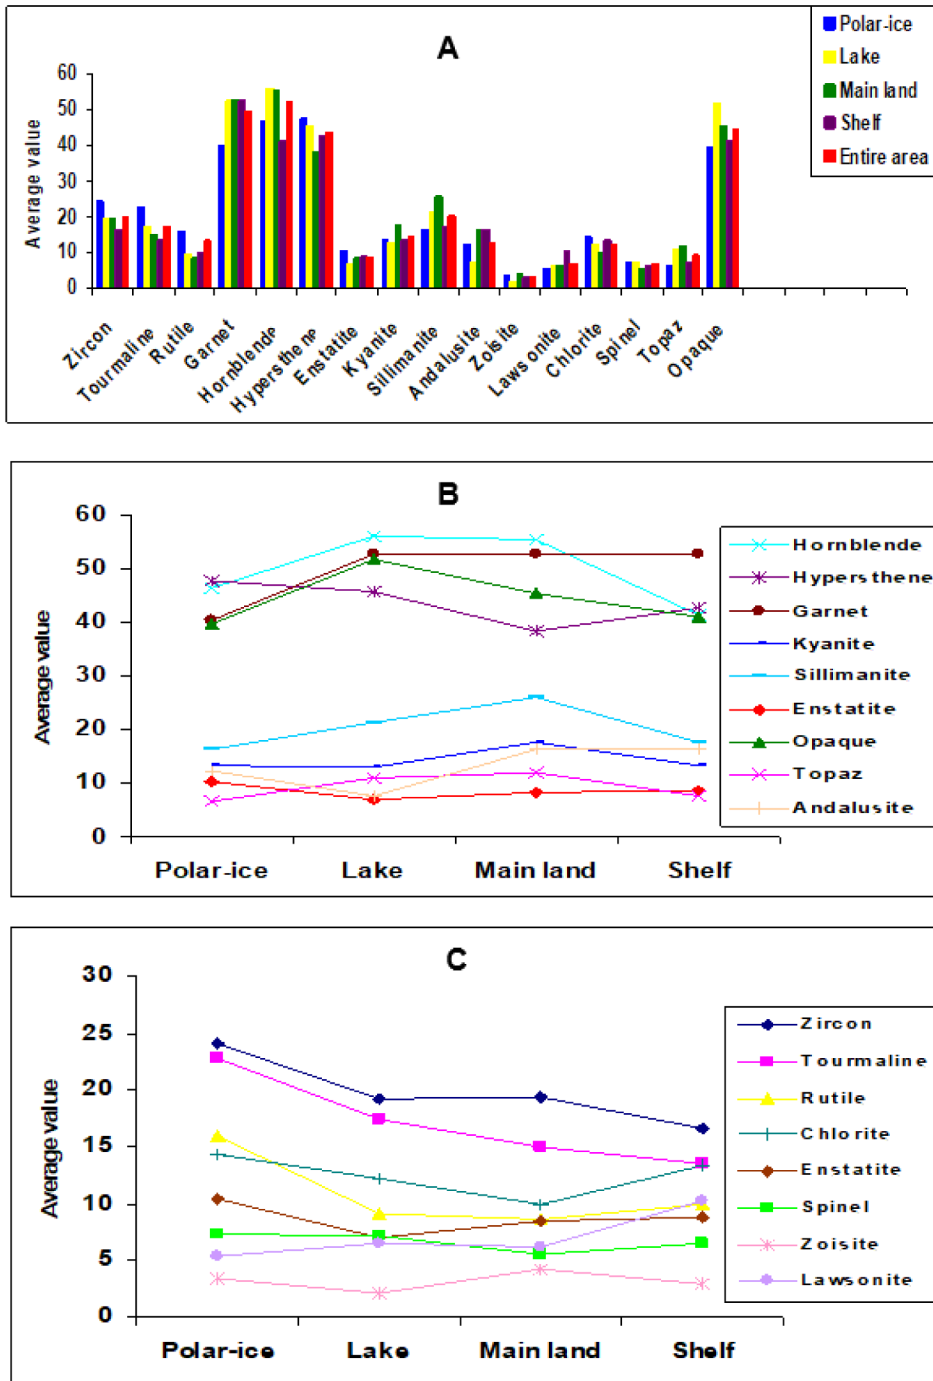 A
Polar-ice
Lake
Main land
Shelf
Entire area
Average value
60
50
40
30
20
10
0
Zircon
Tourmaline
Rutile
Garnet
Hornblende
Hypersthene
Enstatite
Kyanite
Sillimanite
Andalusite
Zoisite
Lawsonite
Chlorite
Spinel
Topaz
Opaque
B
Average value
60
50
40
30
20
10
0
Polar-ice Lake Main land Shelf
Hornblende
Hypersthene
Garnet
Kyanite
Sillimanite
Enstatite
Opaque
Topaz
Andalusite
C
Average value
30
25
20
15
10
5
0
Polar-ice Lake Main land Shelf
Zircon
Tourmaline
Rutile
Chlorite
Enstatite
Spinel
Zoisite
Lawsonite